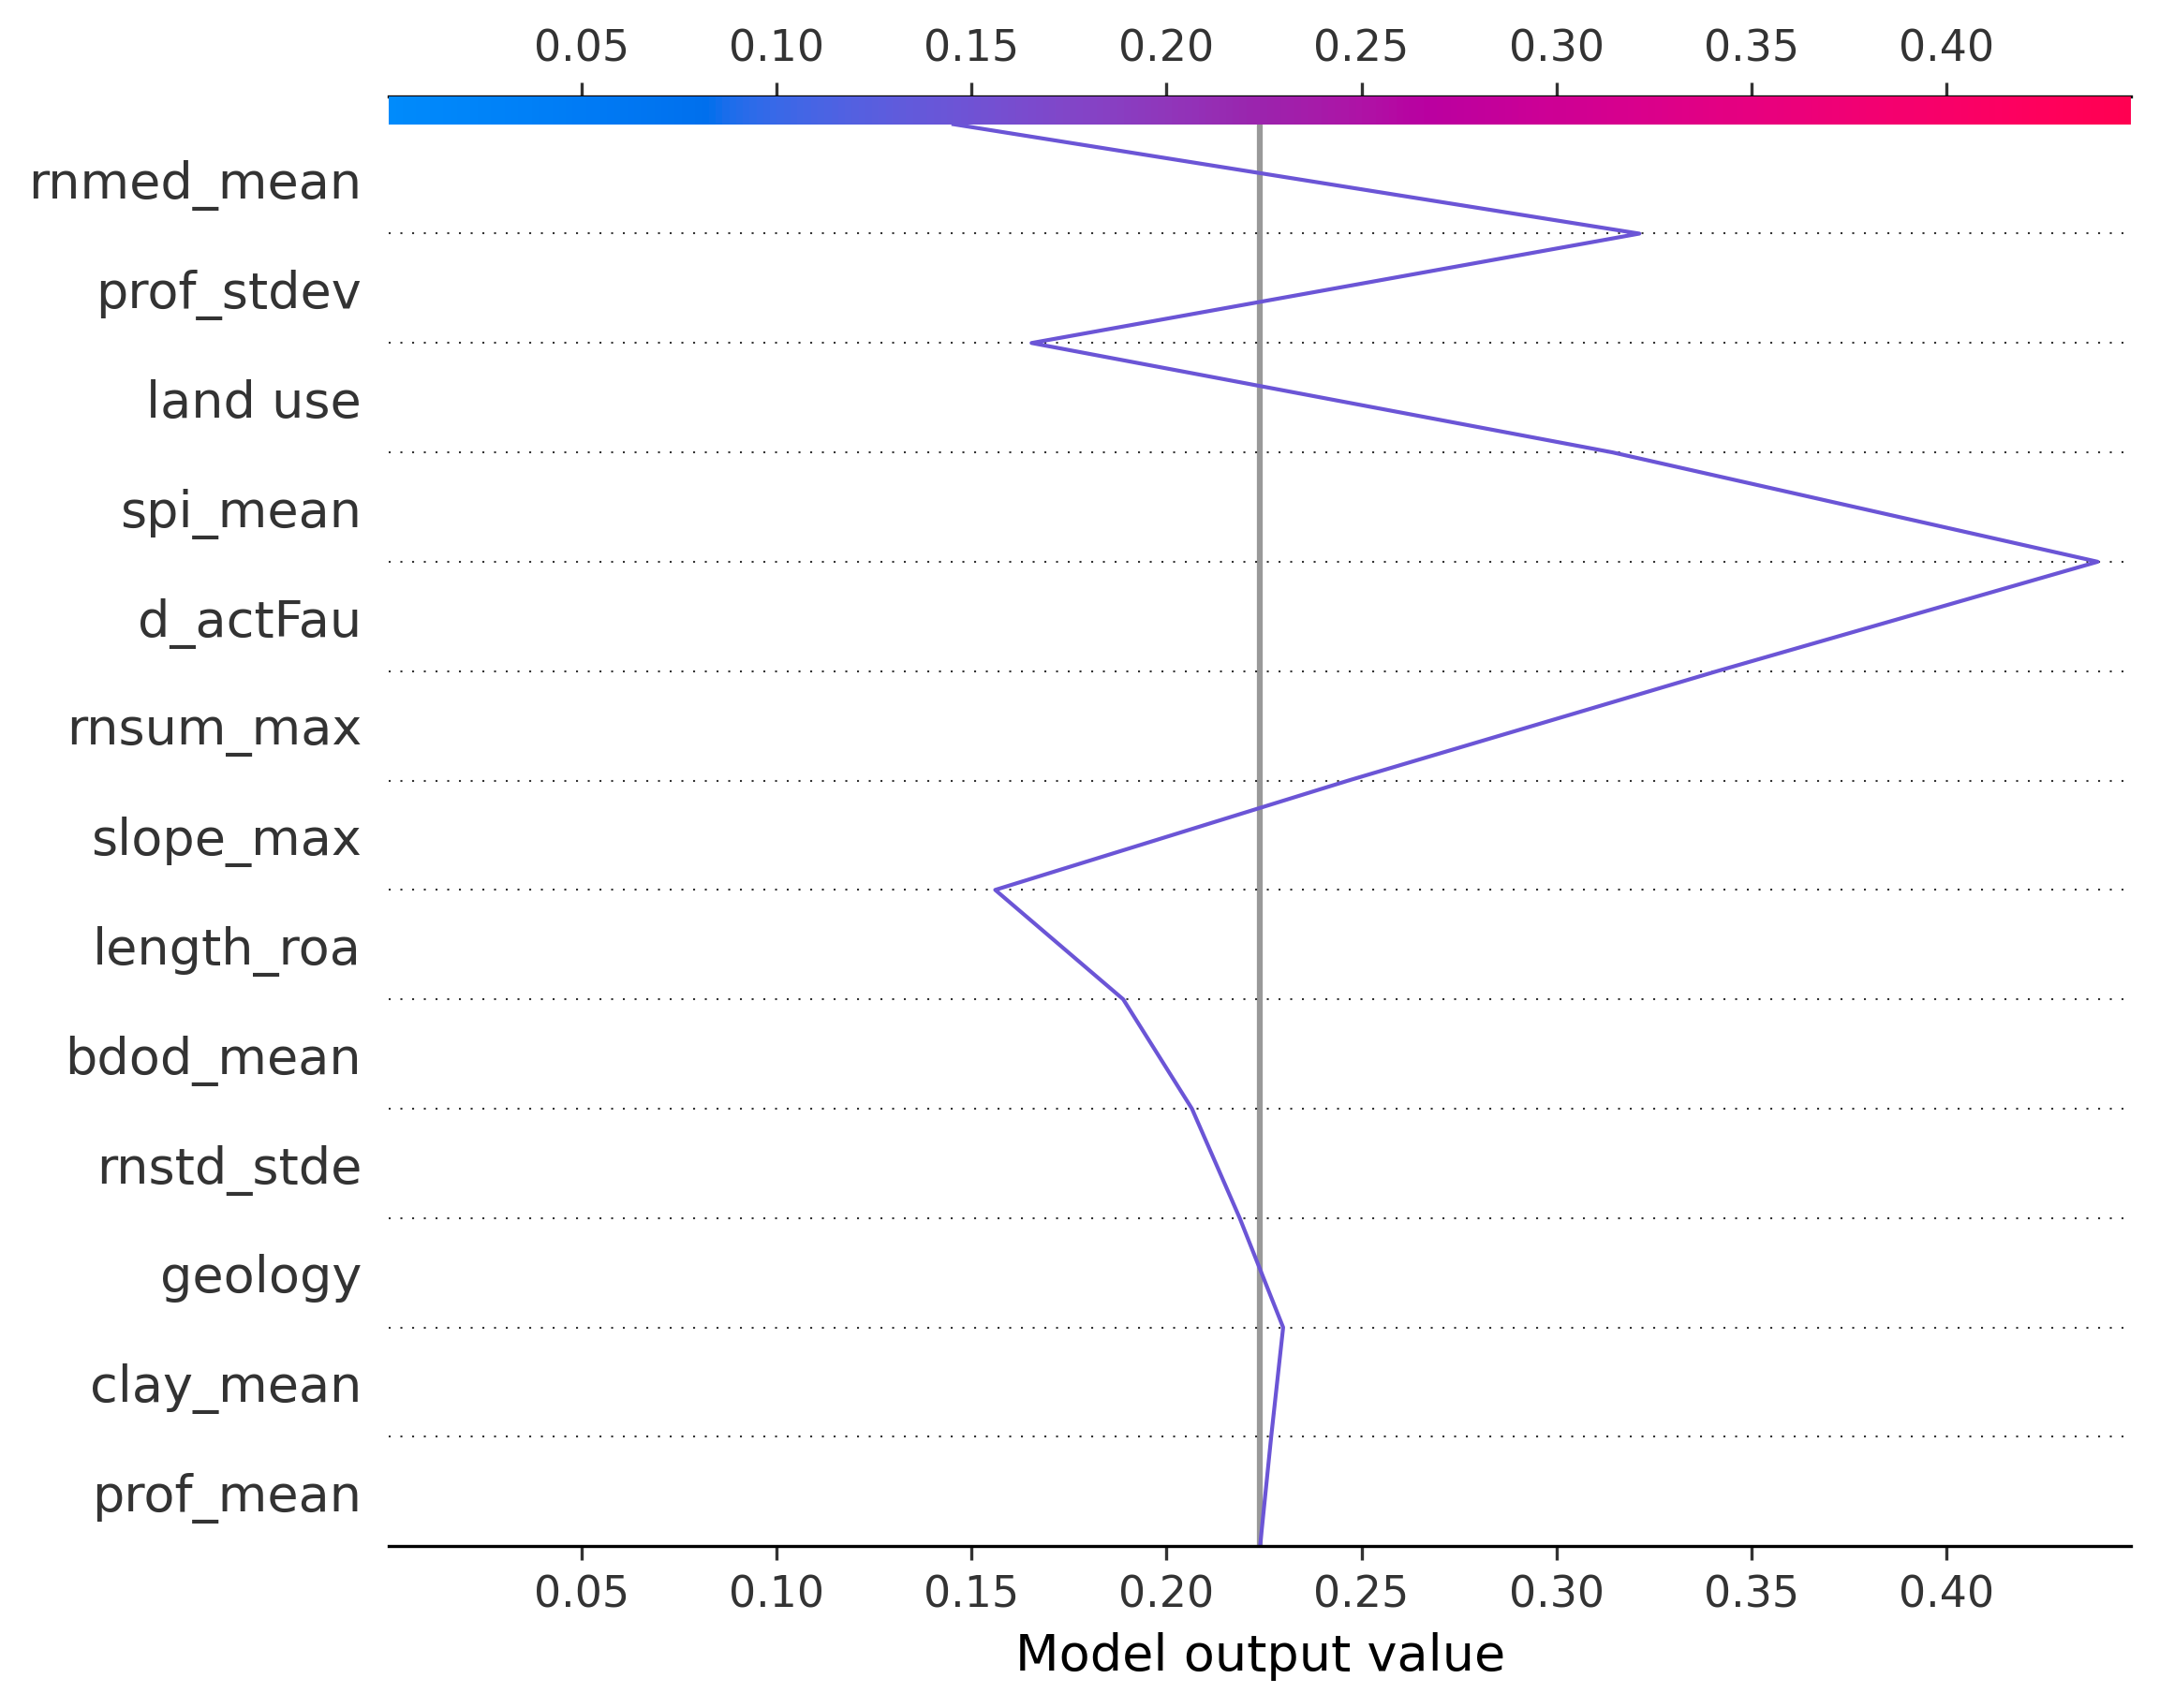 0.05 0.10 0.15 0.20 0.25 0.30 0.35 0.40
rnmed_mean
prof_stdev
land use
spi_mean
d_actFau
rnsum_max
slope_max
length_roa
bdod_mean
rnstd_stde
geology
clay_mean
prof_mean
0.05 0.10 0.15 0.20 0.25 0.30 0.35 0.40
Model output value